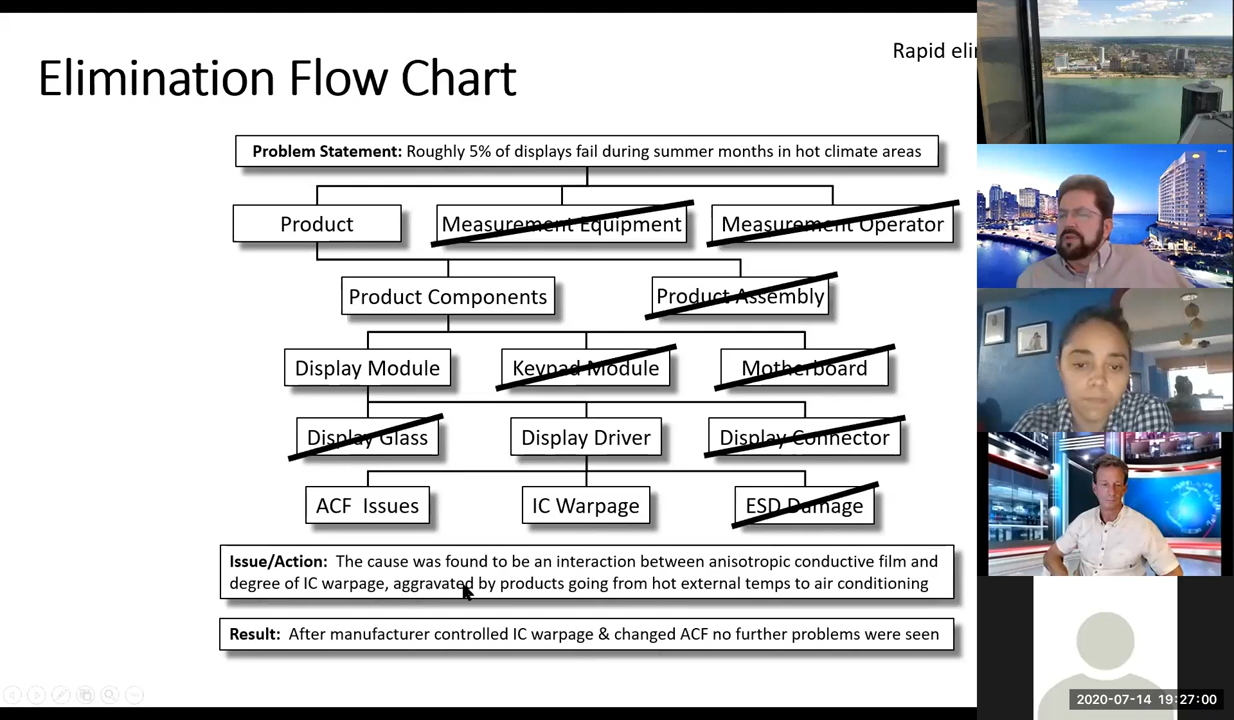 Rapid eli
Elimination Flow Chart
Problem Statement: Roughly 5% of displays fail during summer months in hot climate areas
Product
Measurement Equipment
Measurement Operator
Product Components
Product Assembly
Display Module
Keypad Module
Motherboard
Display Glass
Display Driver
Display Connector
ACF Issues
IC Warpage
ESD Damage
Issue/Action: The cause was found to be an interaction between anisotropic conductive film and
degree of IC warpage, aggravated by products going from hot external temps to air conditioning
Result: After manufacturer controlled IC warpage & changed ACF no further problems were seen
2020-07-14 19:27:00